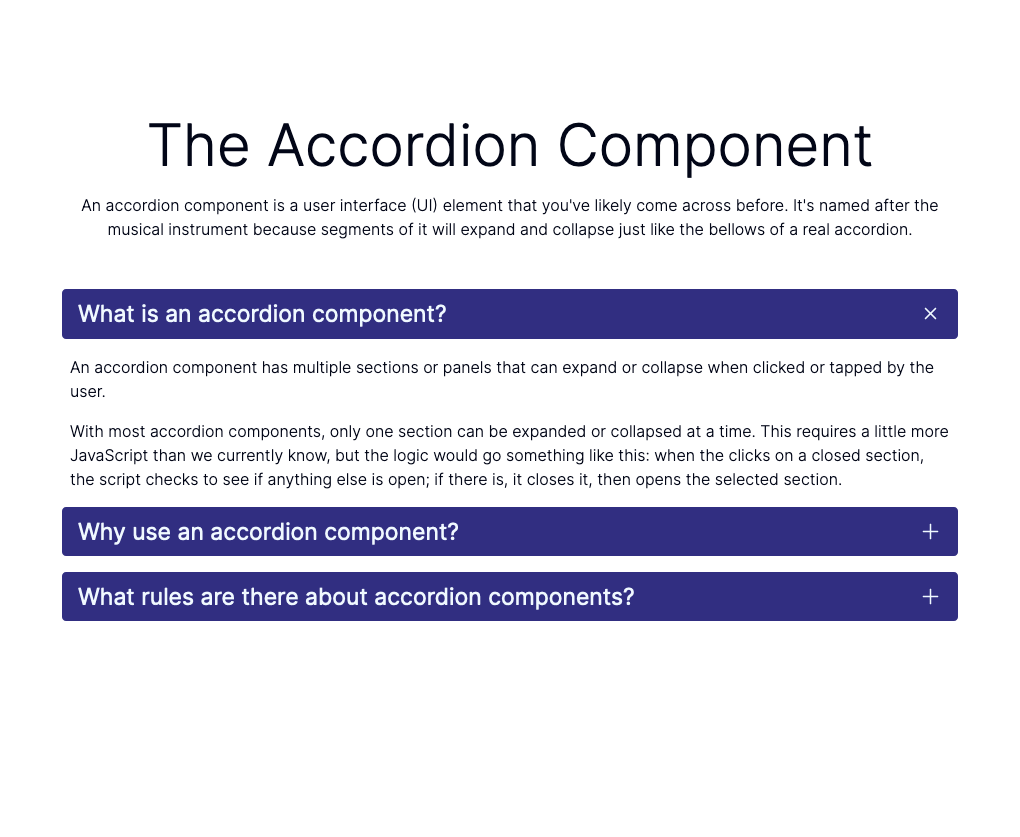 The Accordion Component
An accordion component is a user interface (UI) element that you've likely come across before. It's named after the
musical instrument because segments of it will expand and collapse just like the bellows of a real accordion.
What is an accordion component?
An accordion component has multiple sections or panels that can expand or collapse when clicked or tapped by the
user.
With most accordion components, only one section can be expanded or collapsed at a time. This requires a little more
JavaScript than we currently know, but the logic would go something like this: when the clicks on a closed section,
the script checks to see if anything else is open; if there is, it closes it, then opens the selected section.
Why use an accordion component?
What rules are there about accordion components?